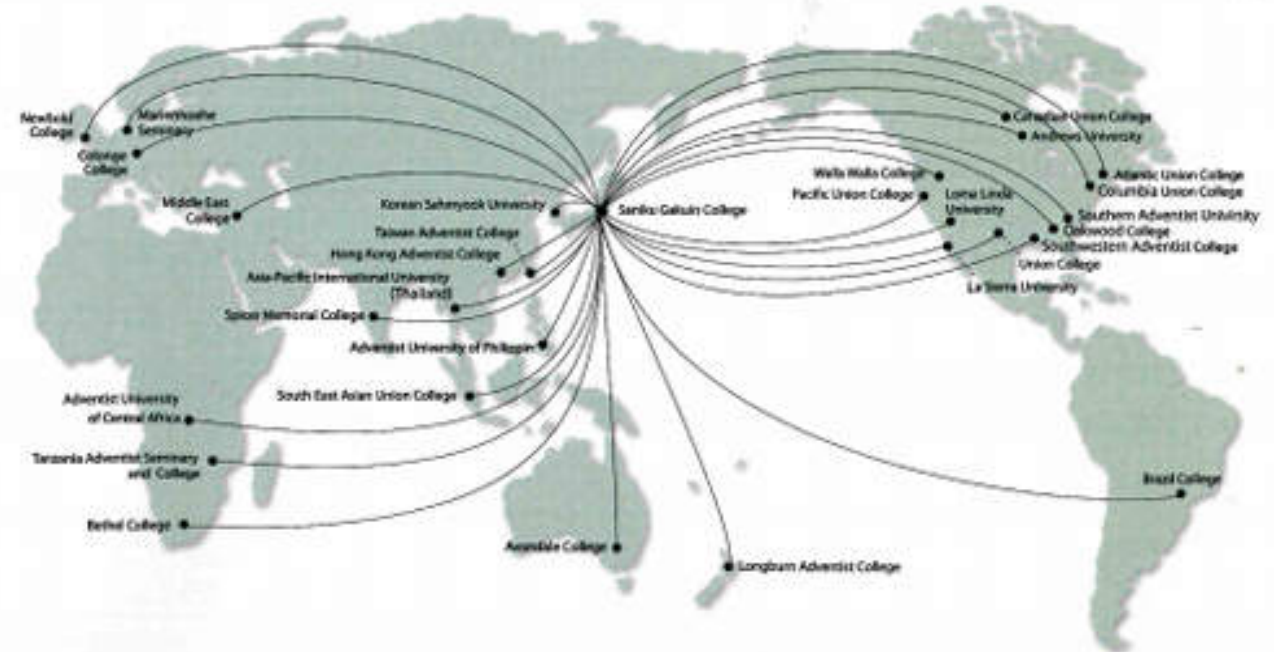 Newbold
College
Marienhoehe
Seminary
Collonge
College
Middle East
College
Korean Sahmyook University
Saniku Gakuin College
Taiwan Adventist College
Hong Kong Adventist College
Asia-Pacific International University
(Thailand)
Spicer Memorial College
Adventist University of Philippin
South East Asian Union College
Adventist University
of Central Africa
Tanzania Adventist Seminary
and College
Bethel College
Avondale College
Longburn Adventist College
Brazil College
Canadian Union College
Andrews University
Walla Walla College
Pacific Union College
Loma Linda
University
Atlantic Union College
Columbia Union College
Southern Adventist Univirsity
Oakwood College
Southwestern Adventist College
Union College
La Sierra University